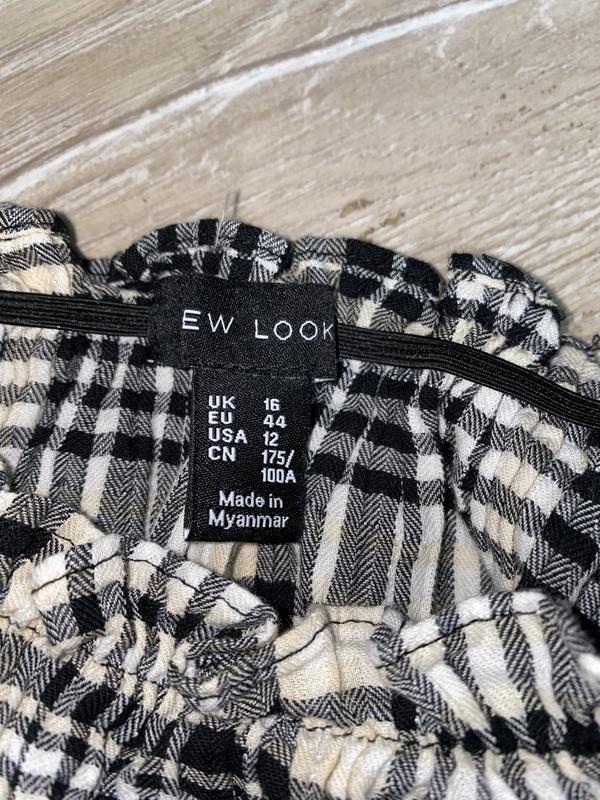 EW LOOK
UK 16
EU 44
USA 12
CN 175/
100A
Made in
Myanmar